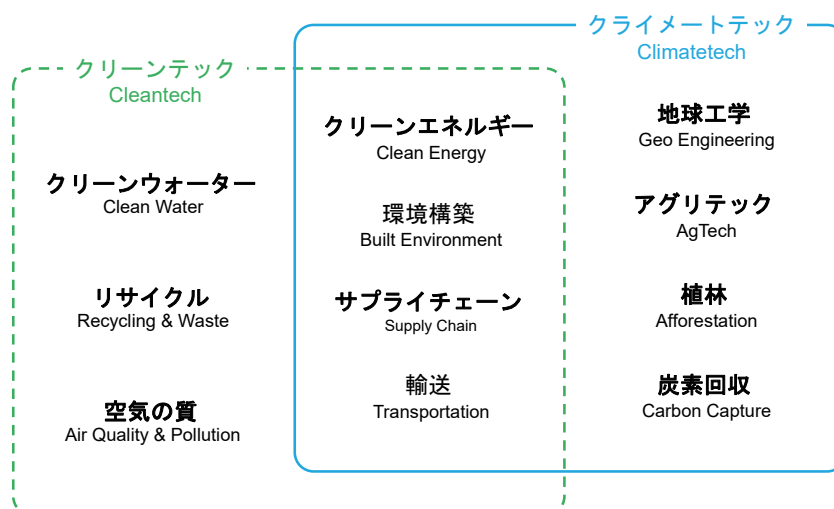 クライメートテック
Climatetech
クリーンテック
Cleantech
クリーンウォーター
Clean Water
リサイクル
Recycling & Waste
空気の質
Air Quality & Pollution
クリーンエネルギー
Clean Energy
環境構築
Built Environment
サプライチェーン
Supply Chain
輸送
Transportation
地球工学
Geo Engineering
アグリテック
AgTech
植林
Afforestation
炭素回収
Carbon Capture